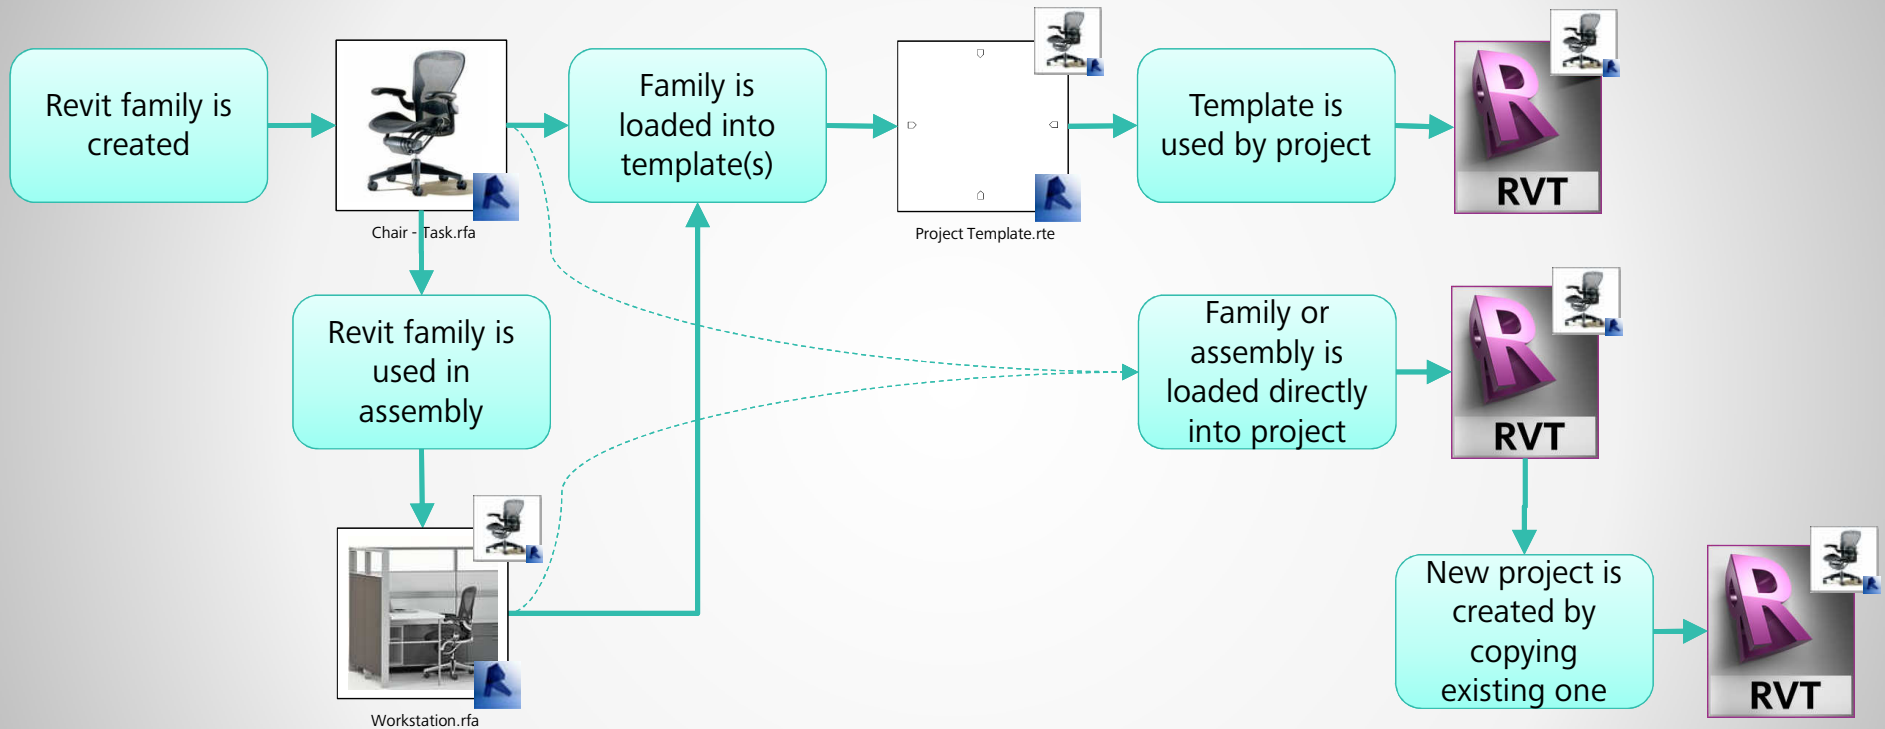 Revit family is
created
Chair - Task.rfa
Family is
loaded into
template(s)
Project Template.rte
Template is
used by project
RVT
Revit family is
used in
assembly
Family or
assembly is
loaded directly
into project
RVT
Workstation.rfa
New project is
created by
copying
existing one
RVT